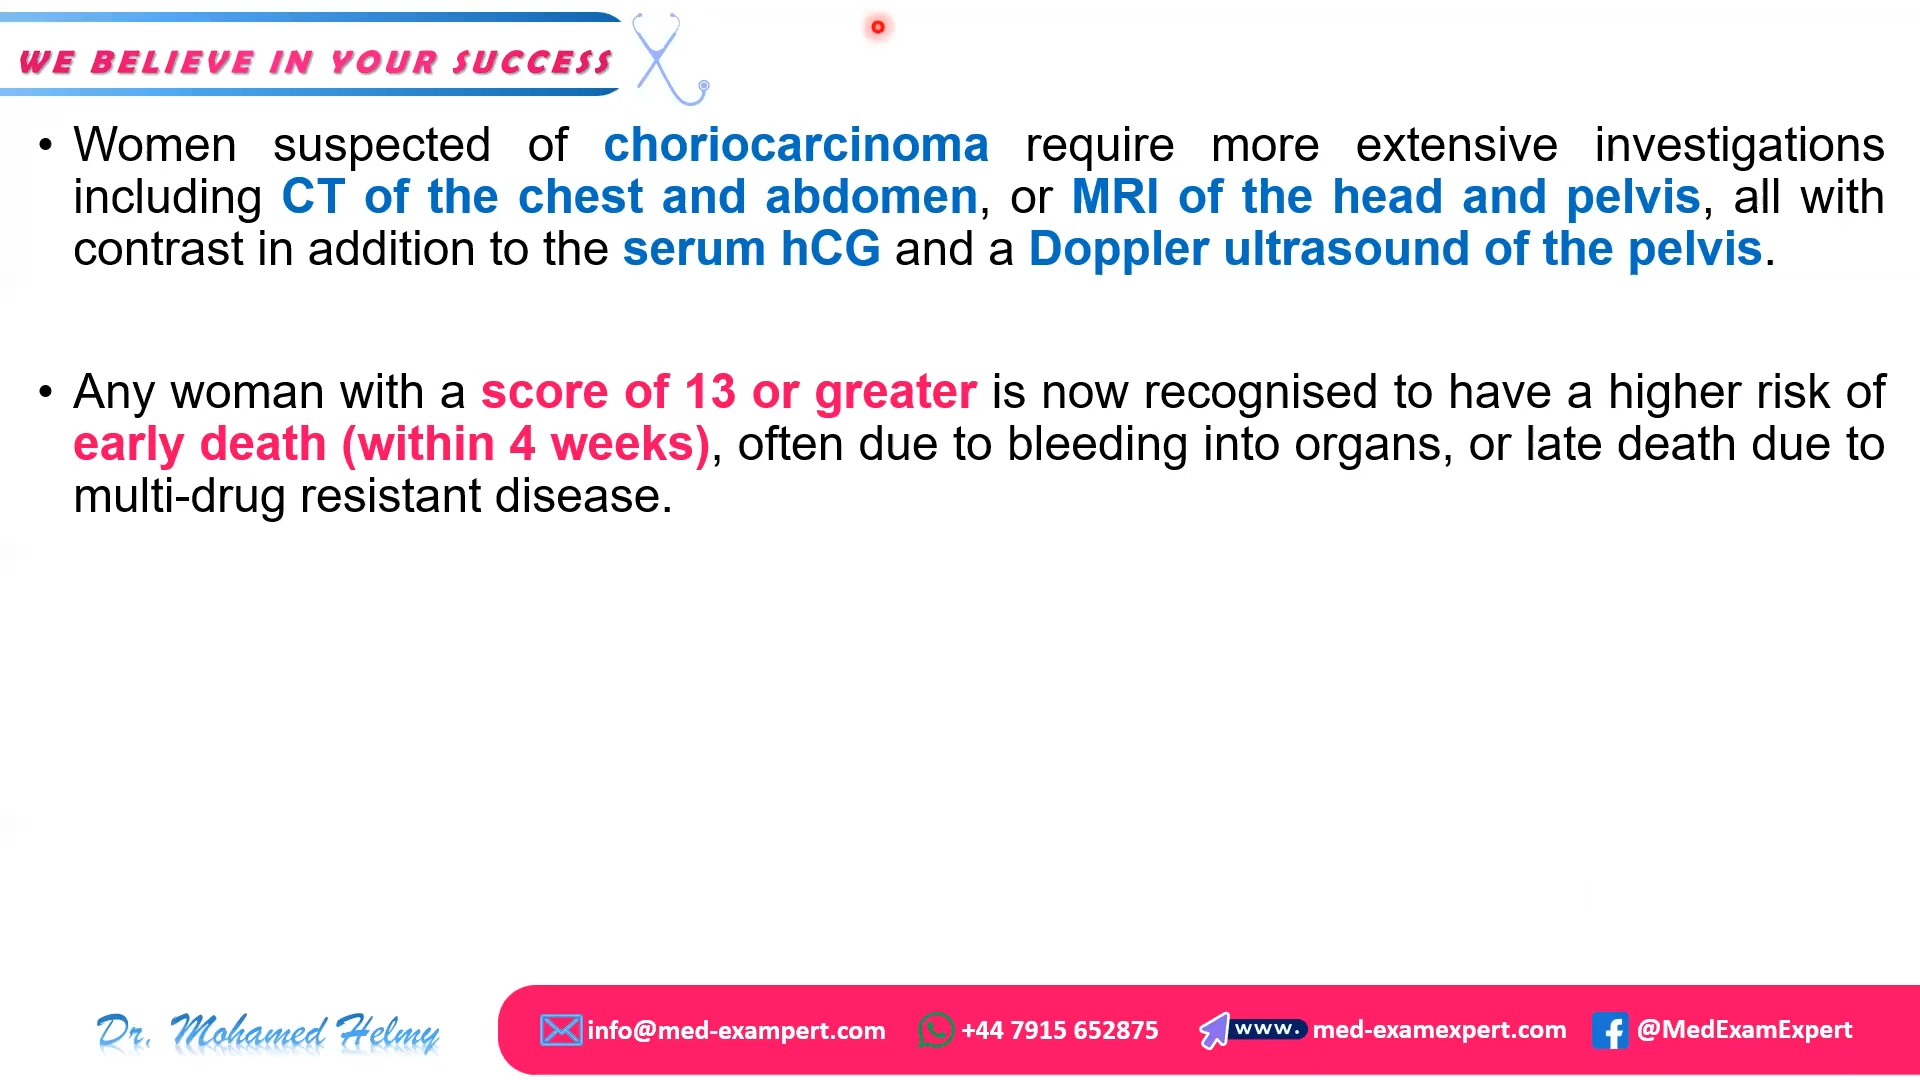 WE BELIEVE IN YOUR SUCCESS
• Women suspected of choriocarcinoma require more extensive investigations
including CT of the chest and abdomen, or MRI of the head and pelvis, all with
contrast in addition to the serum hCG and a Doppler ultrasound of the pelvis.
• Any woman with a score of 13 or greater is now recognised to have a higher risk of
early death (within 4 weeks), often due to bleeding into organs, or late death due to
multi-drug resistant disease.
Dr. Mohamed Helmy
info@med-exampert.com
+44 7915 652875
www. med-examexpert.com
@MedExamExpert